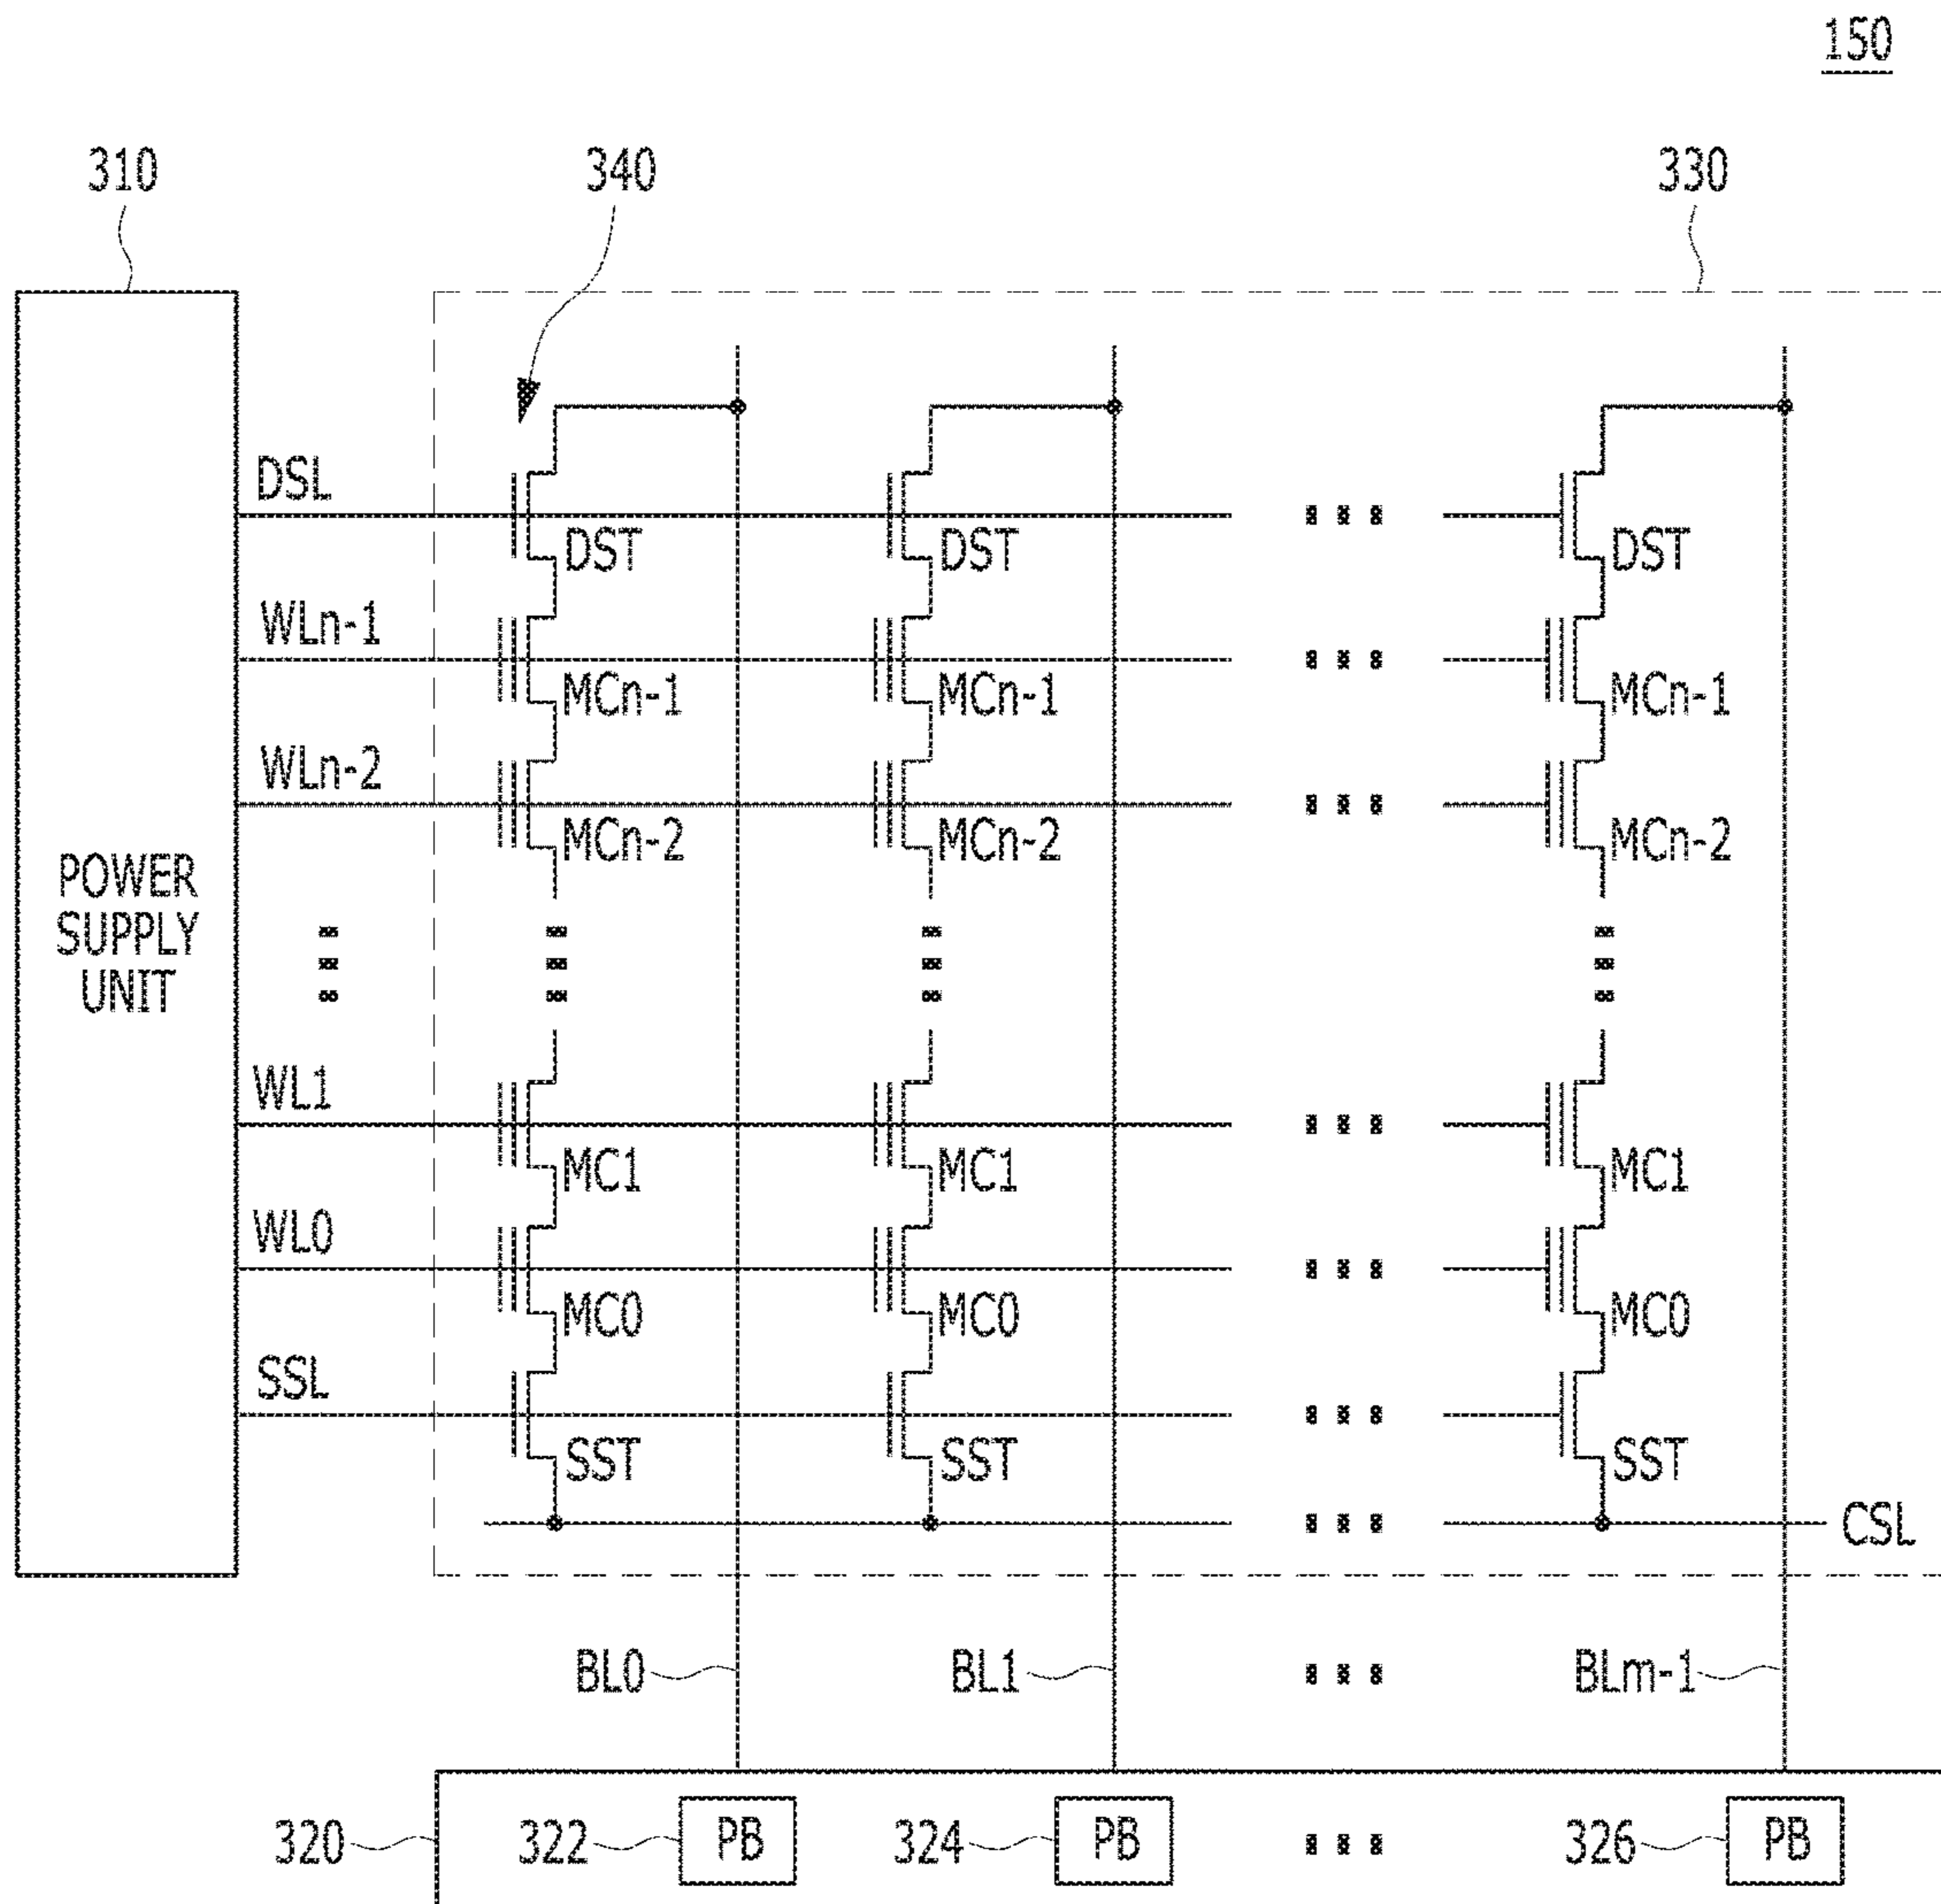 150
310 340 330
DSL
DST DST DST
WLn-1
MCn-1 MCn-1 MCn-1
WLn-2
MCn-2 MCn-2 MCn-2
POWER
SUPPLY
UNIT
WL1
MC1 MC1 MC1
WL0
MC0 MC0 MC0
SSL
SST SST SST
CSL
BL0 BL1 BLm-1
320 322 PB 324 PB 326 PB